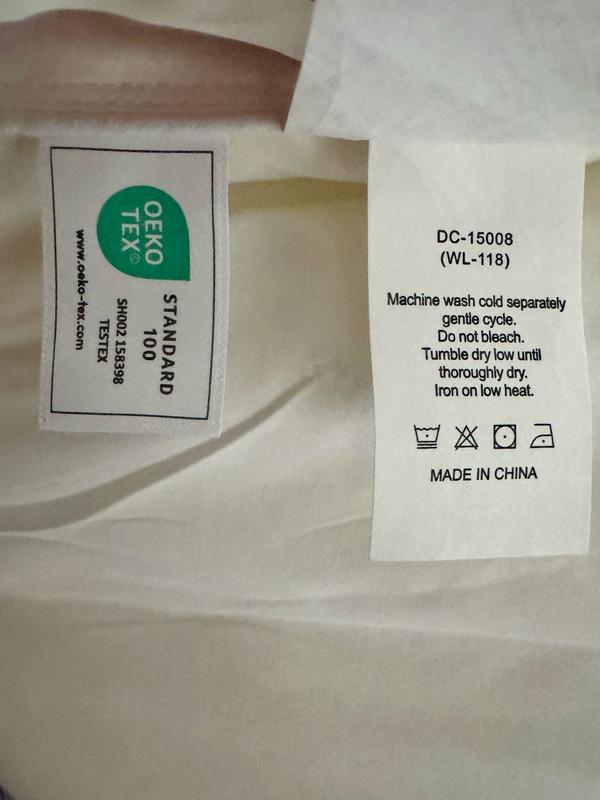 OEKO
TEX®
STANDARD
100
SH002 158398
TESTEX
www.oeko-tex.com
DC-15008
(WL-118)
Machine wash cold separately
gentle cycle.
Do not bleach.
Tumble dry low until
thoroughly dry.
Iron on low heat.
MADE IN CHINA